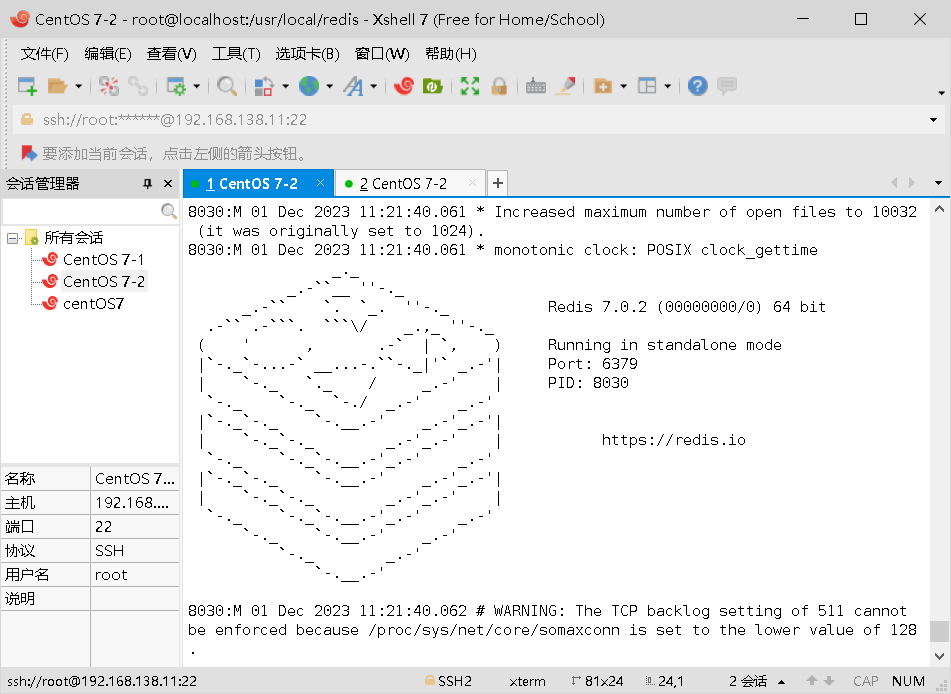 CentOS 7-2 - root@localhost:/usr/local/redis - Xshell 7 (Free for Home/School)
文件(F) 编辑(E) 查看(V) 工具(T) 选项卡(B) 窗口(W) 帮助(H)
ssh://root:******@192.168.138.11:22
要添加当前会话，点击左侧的箭头按钮。
会话管理器
1 CentOS 7-2
2 CentOS 7-2
所有会话
CentOS 7-1
CentOS 7-2
centOS7
名称 CentOS 7...
主机 192.168....
端口 22
协议 SSH
用户名 root
说明
8030:M 01 Dec 2023 11:21:40.061 * Increased maximum number of open files to 10032
(it was originally set to 1024).
8030:M 01 Dec 2023 11:21:40.061 * monotonic clock: POSIX clock_gettime
Redis 7.0.2 (00000000/0) 64 bit
Running in standalone mode
Port: 6379
PID: 8030
https://redis.io
8030:M 01 Dec 2023 11:21:40.062 # WARNING: The TCP backlog setting of 511 cannot
be enforced because /proc/sys/net/core/somaxconn is set to the lower value of 128
.
ssh://root@192.168.138.11:22 SSH2 xterm 81x24 24,1 2 会话 CAP NUM